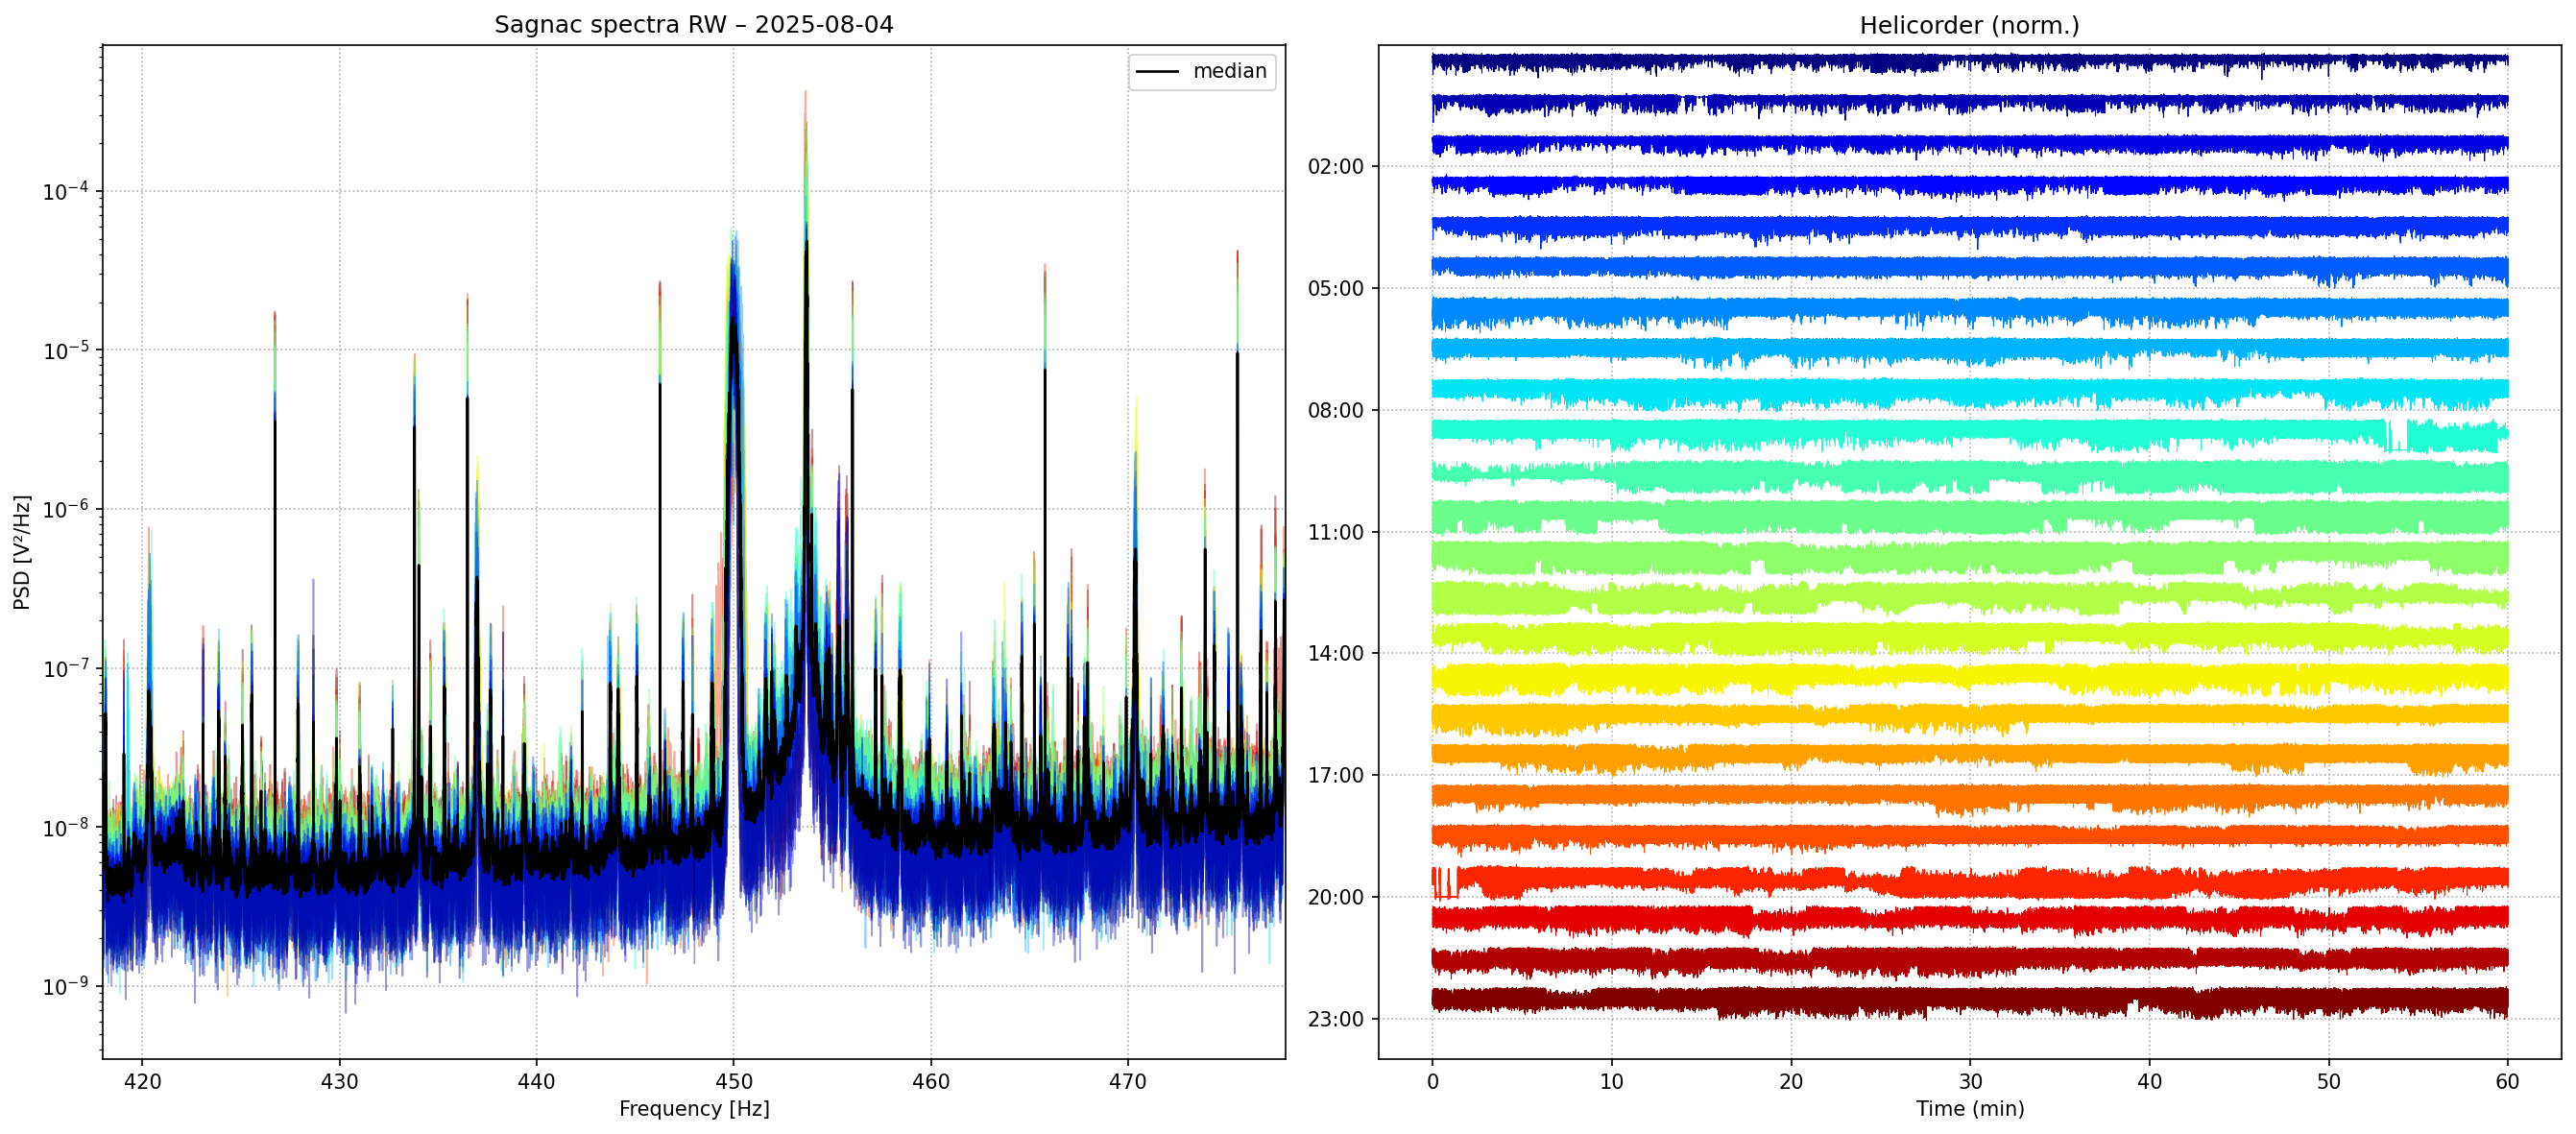 Sagnac spectra RW – 2025-08-04
median
PSD [V²/Hz]
10⁻⁴
10⁻⁵
10⁻⁶
10⁻⁷
10⁻⁸
10⁻⁹
420 430 440 450 460 470
Frequency [Hz]
Helicorder (norm.)
02:00
05:00
08:00
11:00
14:00
17:00
20:00
23:00
0 10 20 30 40 50 60
Time (min)